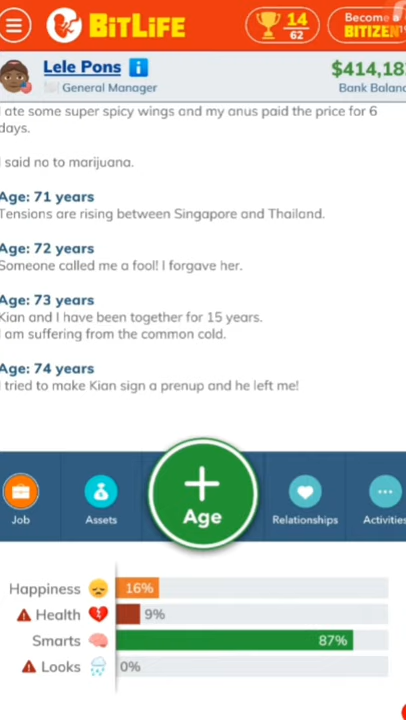 BitLife
14
62
Become a
BITIZEN
Lele Pons i
General Manager
$414,18
Bank Balanc
I ate some super spicy wings and my anus paid the price for 6
days.
I said no to marijuana.
Age: 71 years
Tensions are rising between Singapore and Thailand.
Age: 72 years
Someone called me a fool! I forgave her.
Age: 73 years
Kian and I have been together for 15 years.
I am suffering from the common cold.
Age: 74 years
I tried to make Kian sign a prenup and he left me!
+
Age
Job
Assets
Relationships
Activities
Happiness 16%
Health 9%
Smarts 87%
Looks 0%